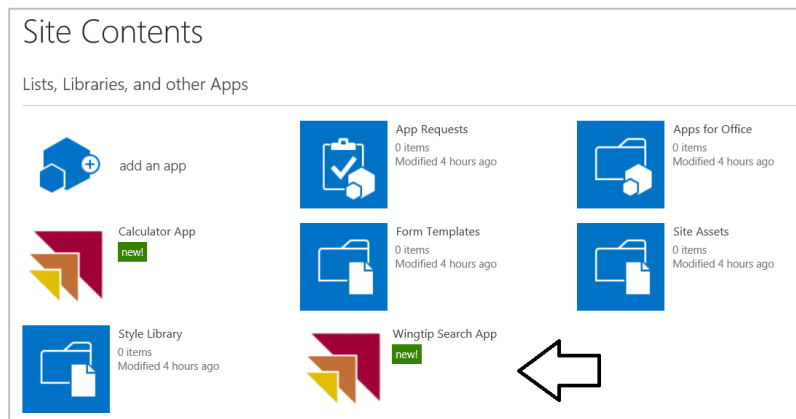 Site Contents
Lists, Libraries, and other Apps
add an app
App Requests
0 items
Modified 4 hours ago
Apps for Office
0 items
Modified 4 hours ago
Calculator App
new!
Form Templates
0 items
Modified 4 hours ago
Site Assets
0 items
Modified 4 hours ago
Style Library
0 items
Modified 4 hours ago
Wingtip Search App
new!